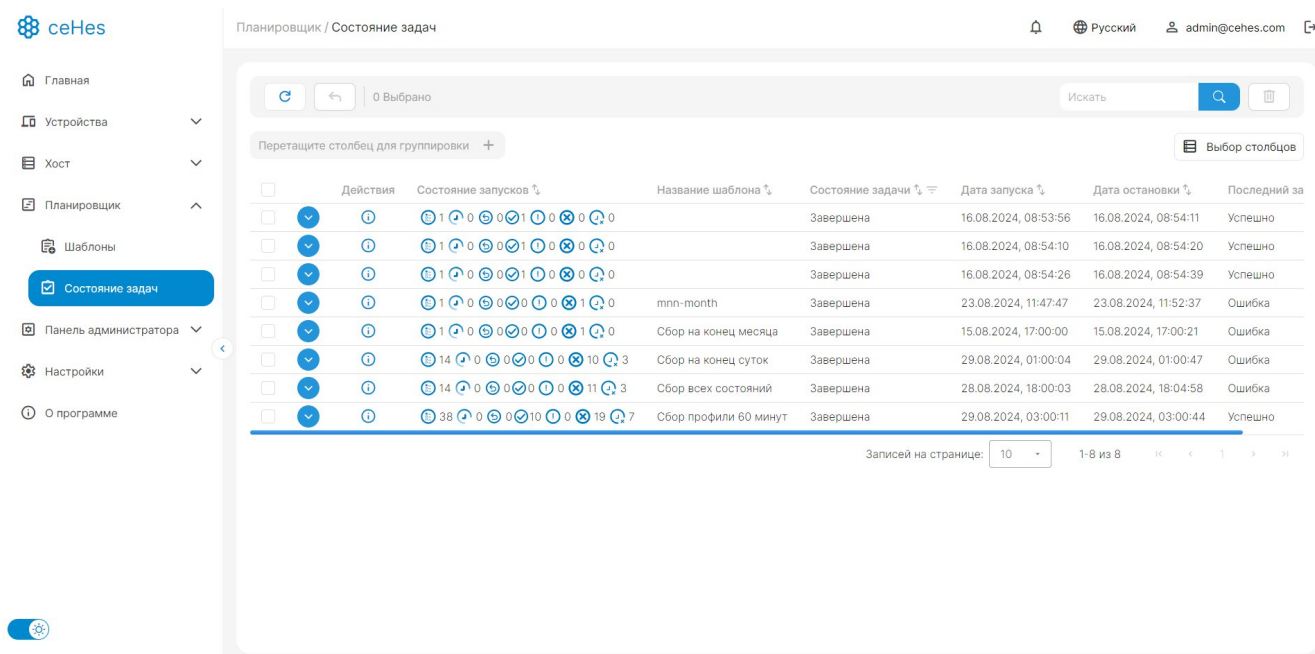 ceHes
Планировщик / Состояние задач
Русский
admin@cehes.com
Главная
Устройства
Хост
Планировщик
Шаблоны
Состояние задач
Панель администратора
Настройки
О программе
0 Выбрано
Искать
Перетащите столбец для группировки +
Выбор столбцов
Действия Состояние запусков Название шаблона Состояние задачи Дата запуска Дата остановки Последний за
1 0 0 1 0 0 0 Завершена 16.08.2024, 08:53:56 16.08.2024, 08:54:11 Успешно
1 0 0 1 0 0 0 Завершена 16.08.2024, 08:54:10 16.08.2024, 08:54:20 Успешно
1 0 0 1 0 0 0 Завершена 16.08.2024, 08:54:26 16.08.2024, 08:54:39 Успешно
1 0 0 0 0 1 0 mnn-month Завершена 23.08.2024, 11:47:47 23.08.2024, 11:52:37 Ошибка
1 0 0 0 0 1 0 Сбор на конец месяца Завершена 15.08.2024, 17:00:00 15.08.2024, 17:00:21 Ошибка
14 0 0 0 0 10 3 Сбор на конец суток Завершена 29.08.2024, 01:00:04 29.08.2024, 01:00:47 Ошибка
14 0 0 0 0 11 3 Сбор всех состояний Завершена 28.08.2024, 18:00:03 28.08.2024, 18:04:58 Ошибка
38 0 0 10 0 19 7 Сбор профили 60 минут Завершена 29.08.2024, 03:00:11 29.08.2024, 03:00:44 Успешно
Записей на странице: 10 1-8 из 8 1